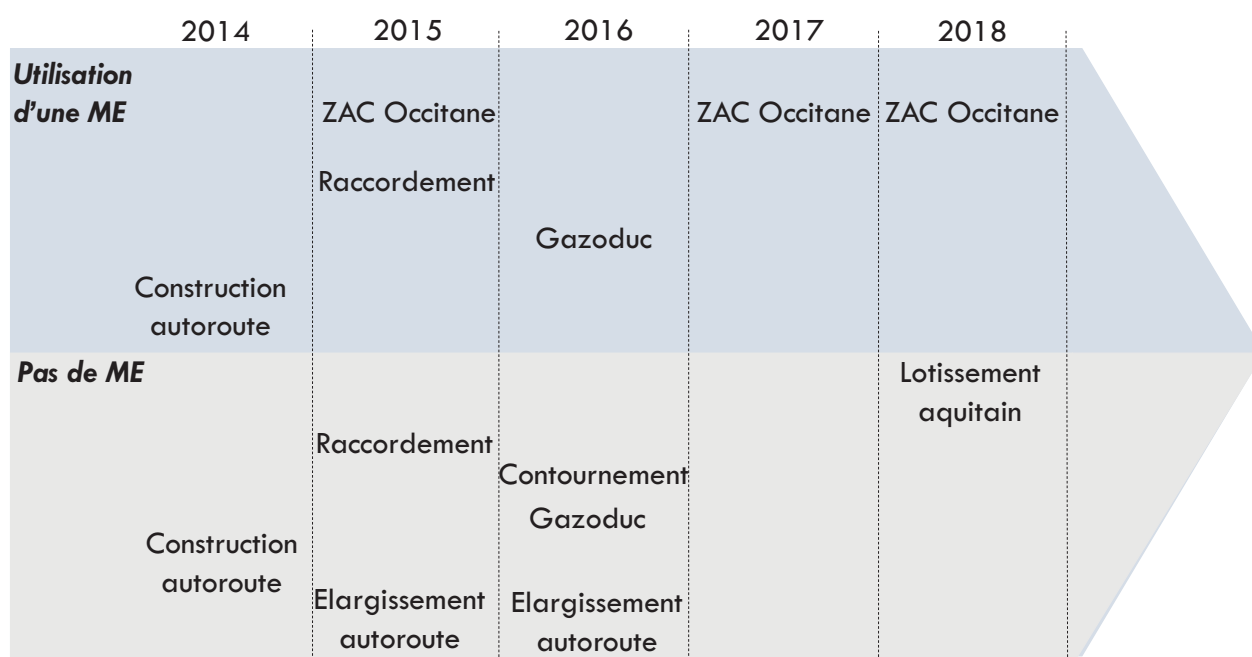 2014 2015 2016 2017 2018
Utilisation
d'une ME
ZAC Occitane ZAC Occitane ZAC Occitane
Raccordement
Gazoduc
Construction
autoroute
Pas de ME
Lotissement
aquitain
Raccordement
Contournement
Gazoduc
Construction
autoroute
Elargissement
autoroute
Elargissement
autoroute